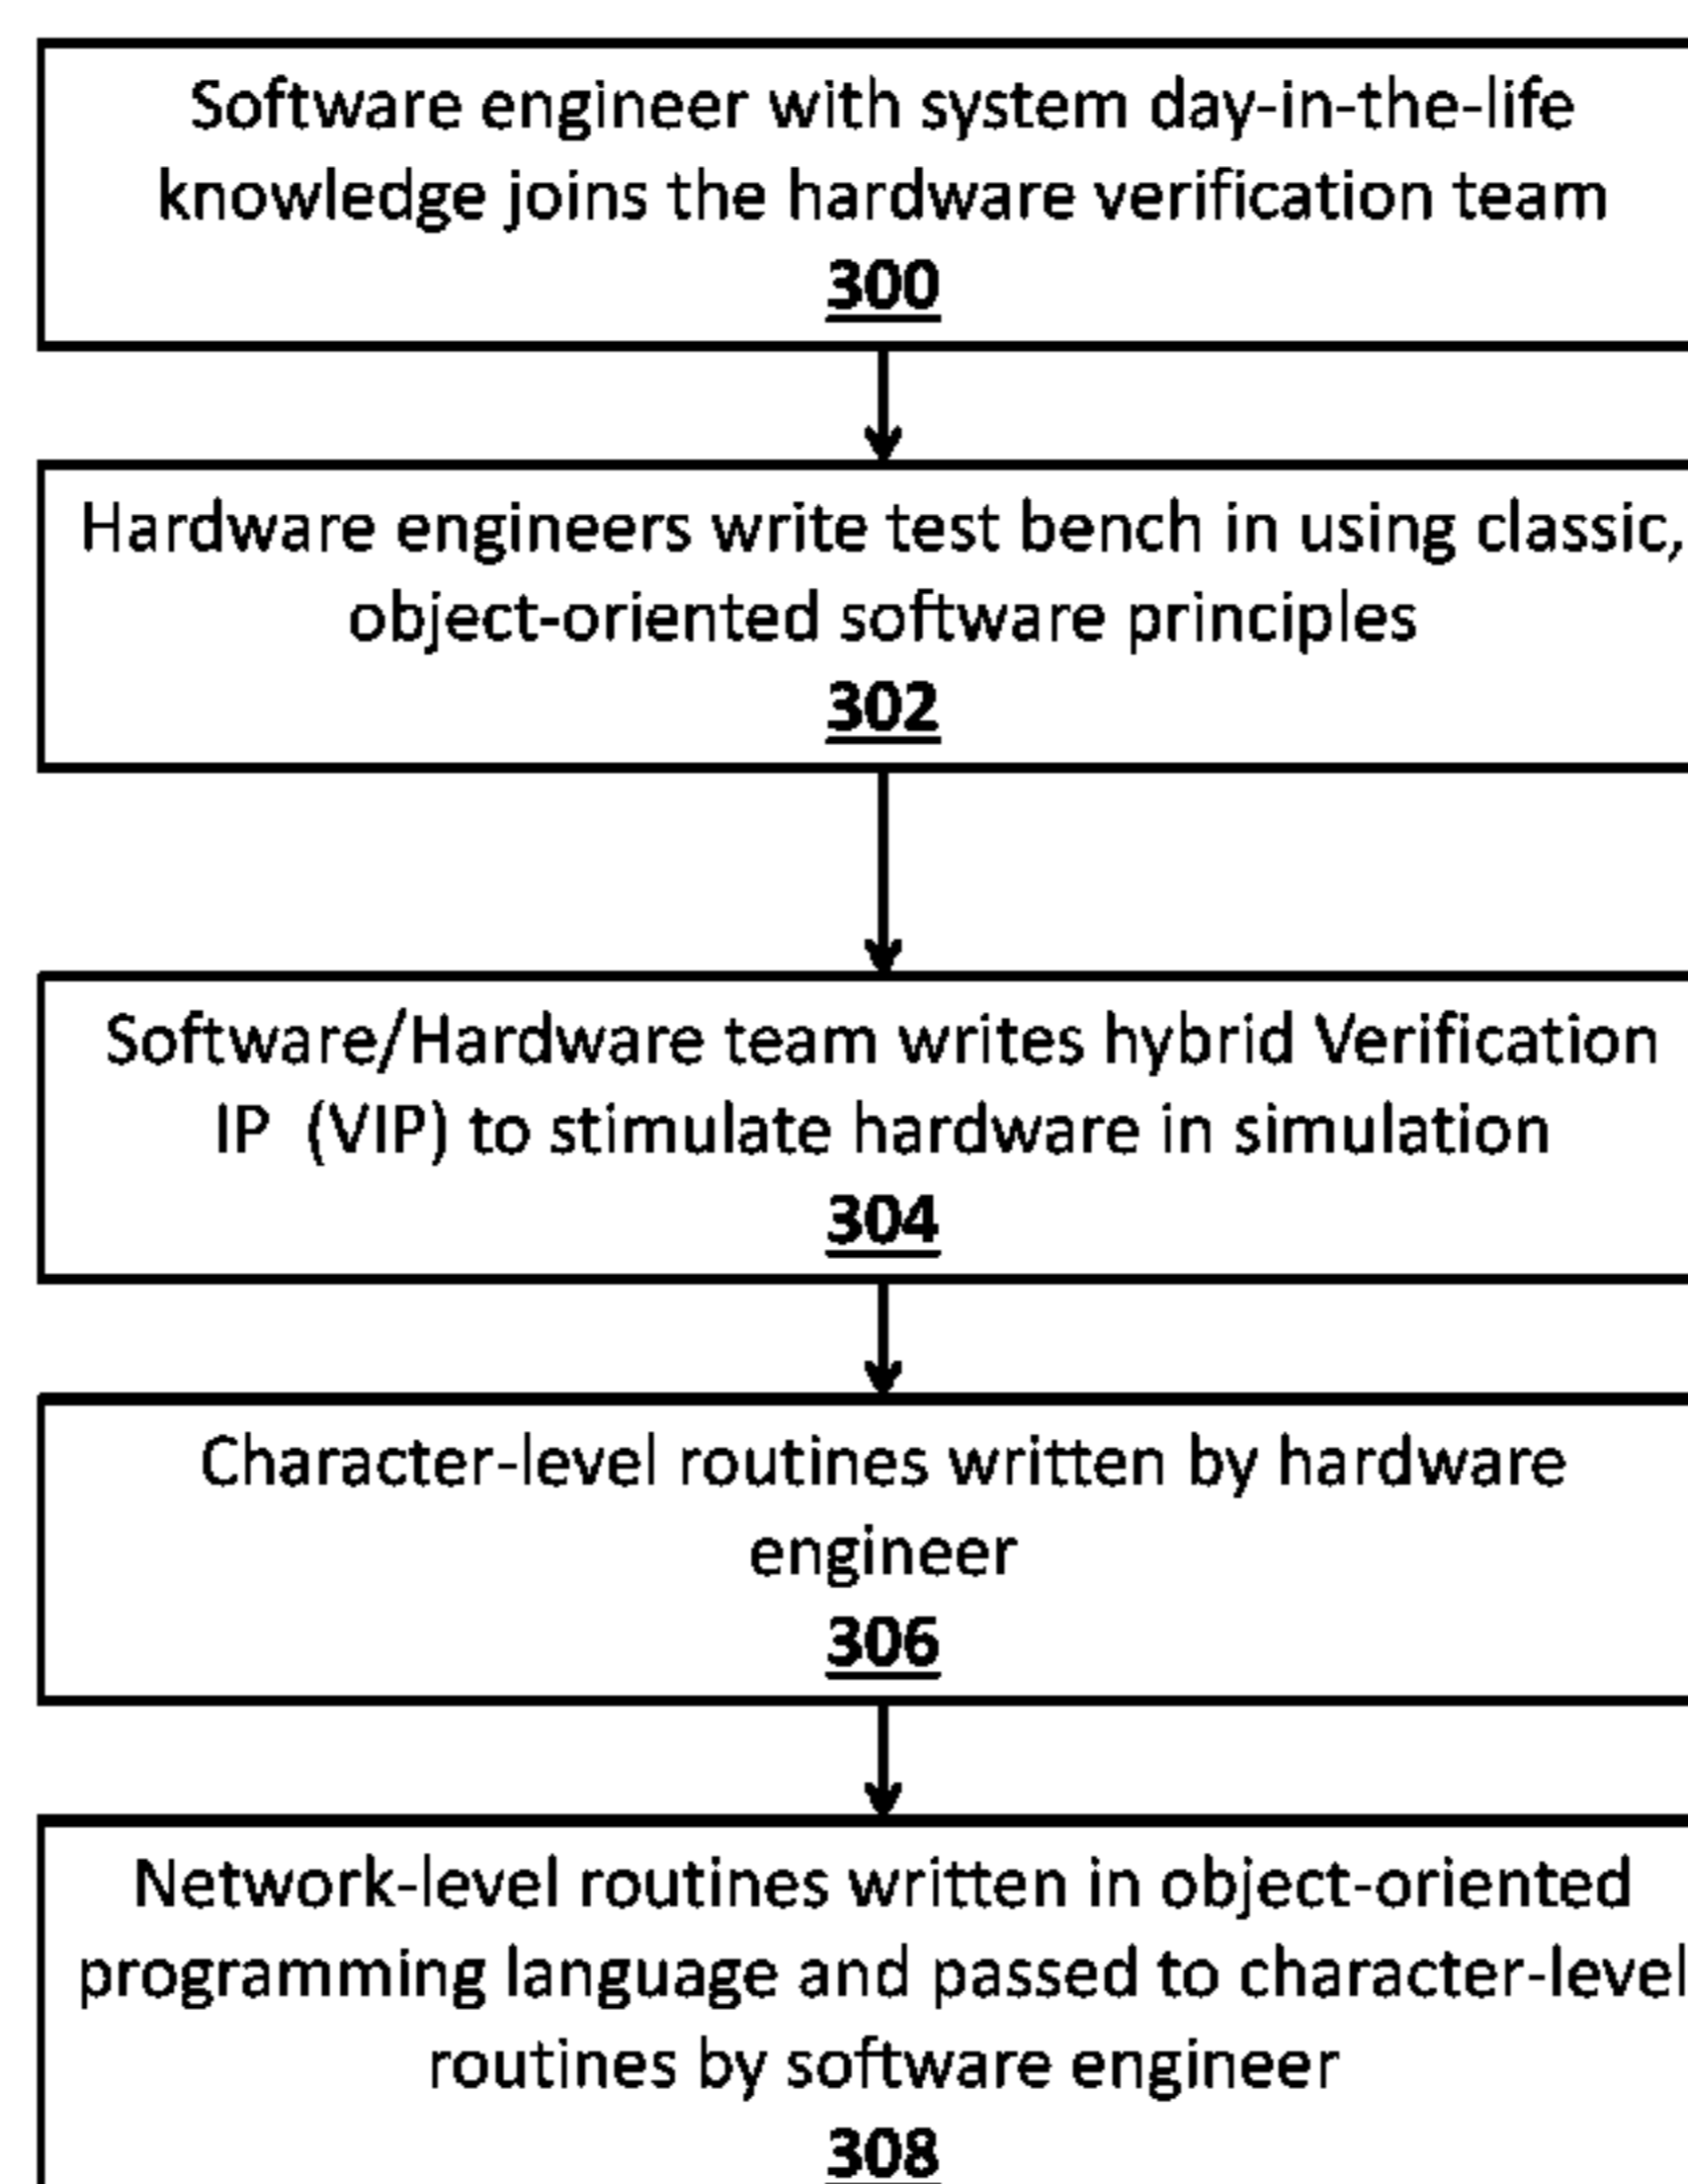 Software engineer with system day-in-the-life
knowledge joins the hardware verification team
300
Hardware engineers write test bench in using classic,
object-oriented software principles
302
Software/Hardware team writes hybrid Verification
IP (VIP) to stimulate hardware in simulation
304
Character-level routines written by hardware
engineer
306
Network-level routines written in object-oriented
programming language and passed to character-level
routines by software engineer
308